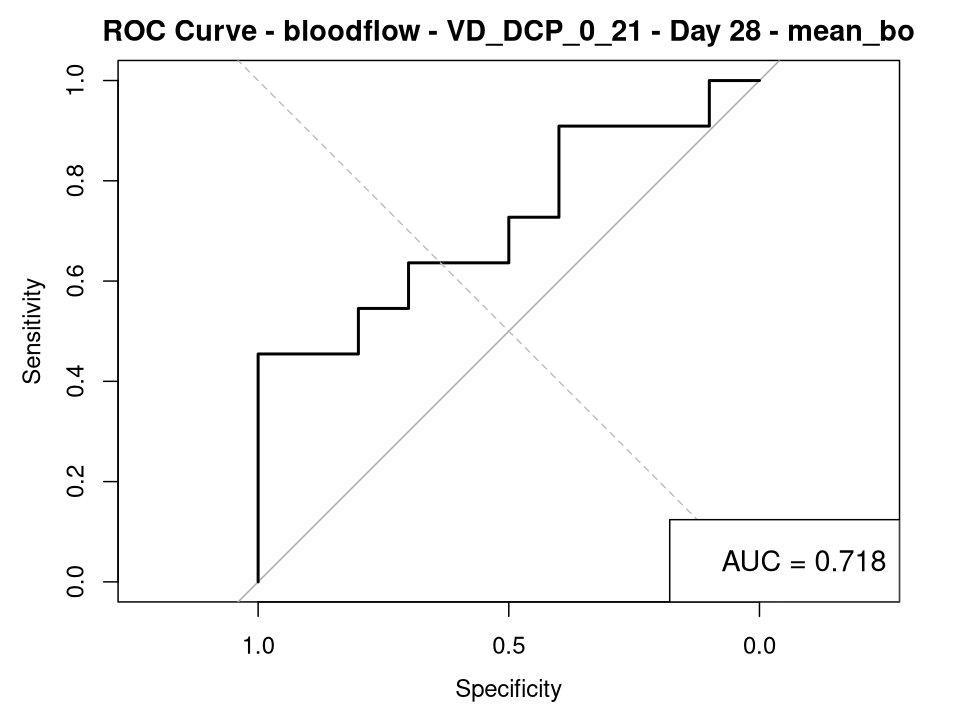 ROC Curve - bloodflow - VD_DCP_0_21 - Day 28 - mean_bo
1.0
0.8
0.6
0.4
0.2
0.0
Sensitivity
AUC = 0.718
1.0 0.5 0.0
Specificity